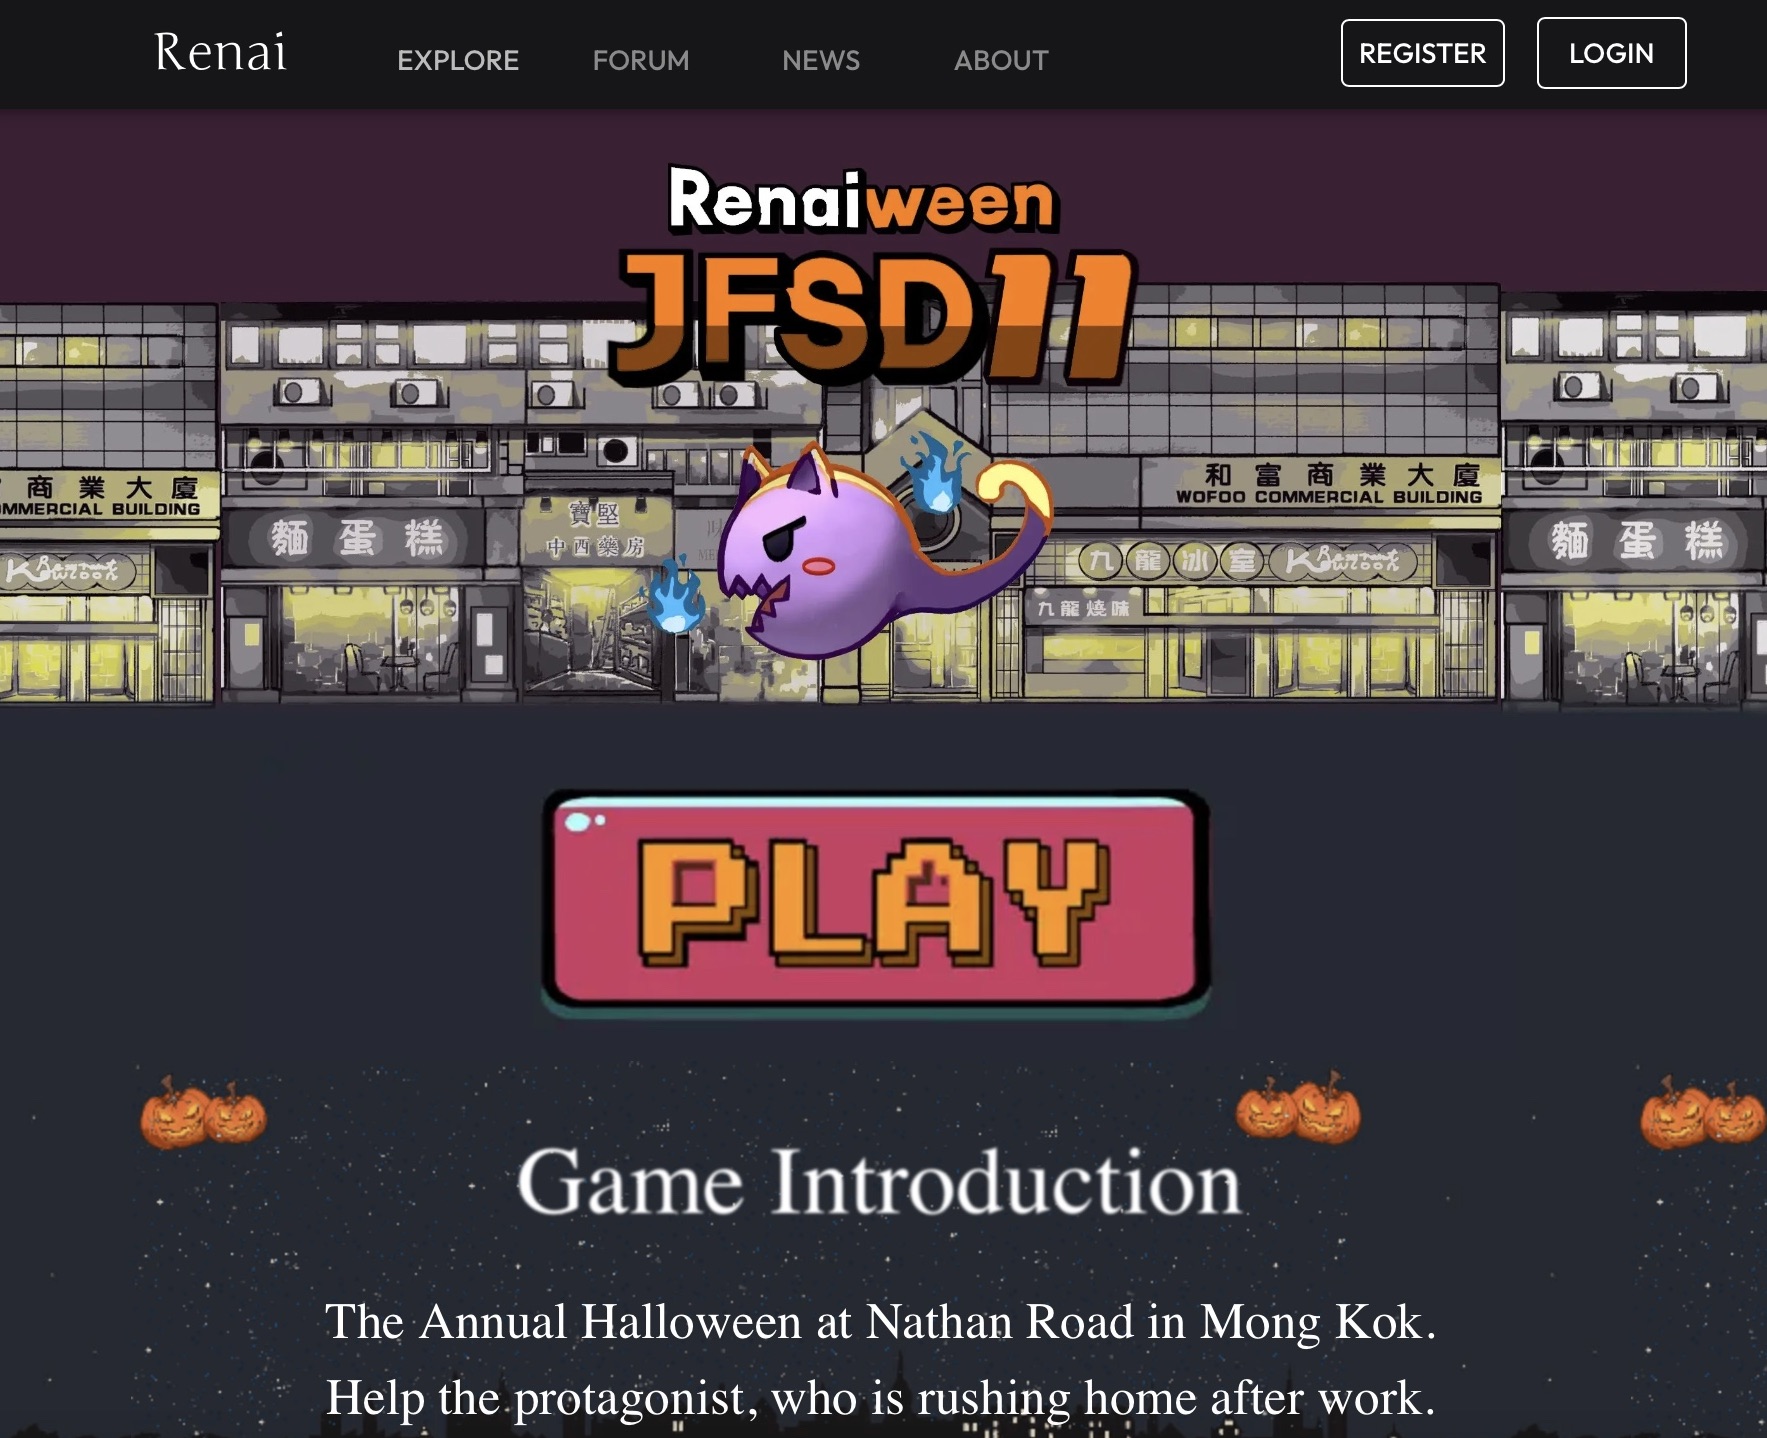 Renai
EXPLORE
FORUM
NEWS
ABOUT
REGISTER
LOGIN
Renaiween
JFSD11
商業大廈
MMERCIAL BUILDING
和富商業大廈
WOFOO COMMERCIAL BUILDING
麵蛋糕
寶堅
中西藥房
九龍冰室
九龍燒味
麵蛋糕
PLAY
Game Introduction
The Annual Halloween at Nathan Road in Mong Kok.
Help the protagonist, who is rushing home after work.